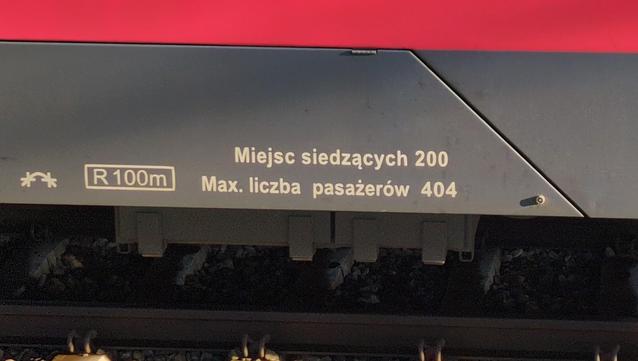 Miejsc siedzących 200
R 100m
Max. liczba pasażerów 404